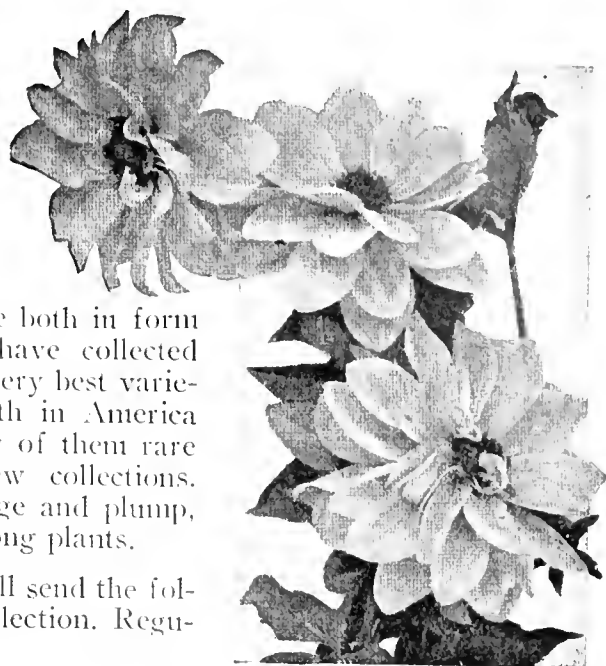 e both in form
have collected
ery best varie-
th in America
of them rare
w collections.
ge and plump,
ong plants.
ll send the fol-
lection. Regu-